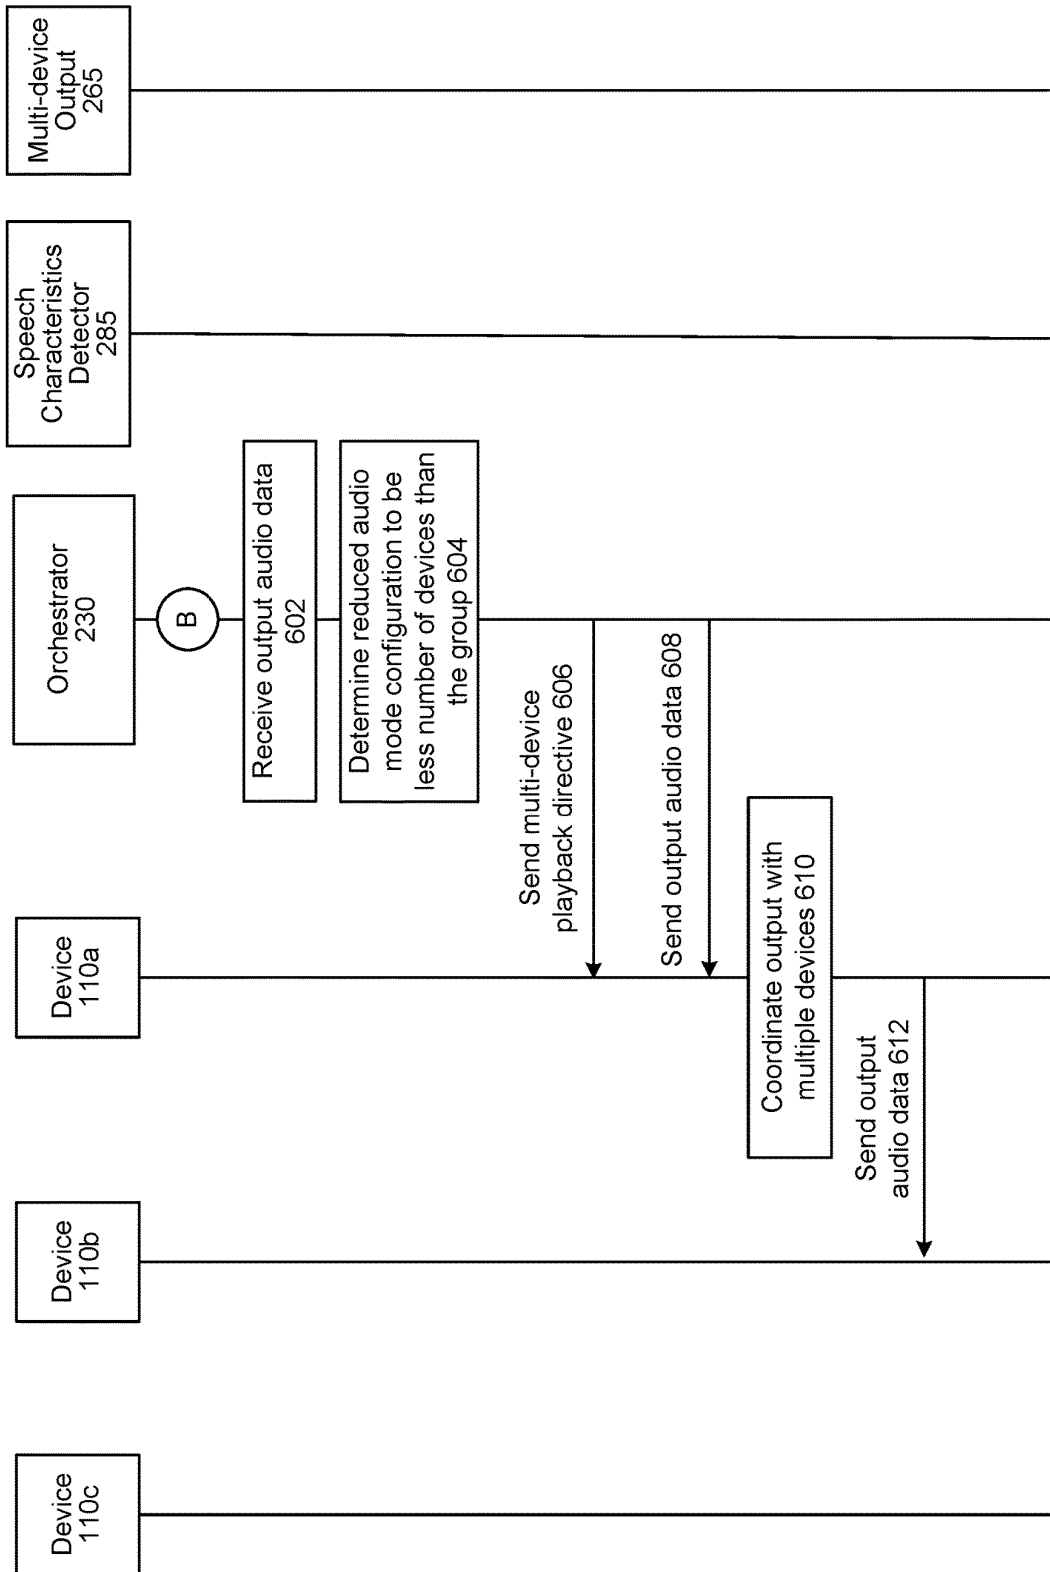 Device
110c
Device
110b
Device
110a
Orchestrator
230
Speech
Characteristics
Detector
285
Multi-device
Output
265
B
Receive output audio data
602
Determine reduced audio
mode configuration to be
less number of devices than
the group 604
Send multi-device
playback directive 606
Send output audio data 608
Coordinate output with
multiple devices 610
Send output
audio data 612